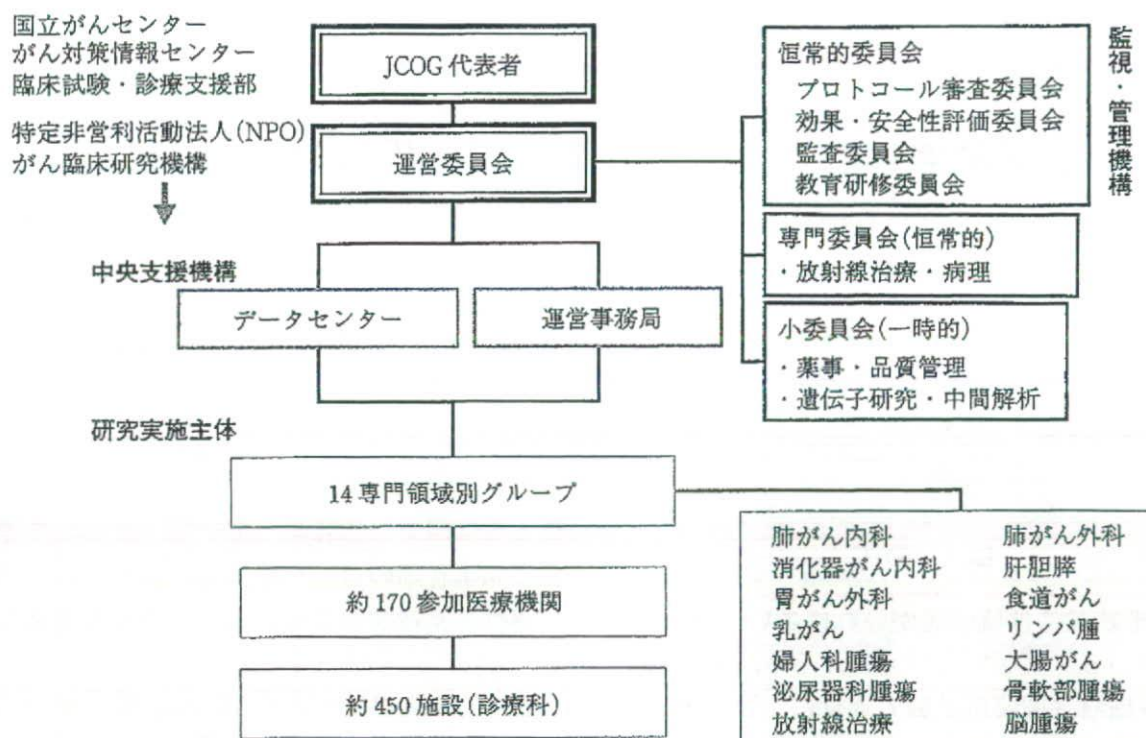 国立がんセンター
がん対策情報センター
臨床試験・診療支援部
特定非営利活動法人(NPO)
がん臨床研究機構
JCOG代表者
運営委員会
恒常的委員会
プロトコール審査委員会
効果・安全性評価委員会
監査委員会
教育研修委員会
監視・管理機構
専門委員会(恒常的)
・放射線治療・病理
小委員会(一時的)
・薬事・品質管理
・遺伝子研究・中間解析
中央支援機構
データセンター
運営事務局
研究実施主体
14専門領域別グループ
約170参加医療機関
約450施設(診療科)
肺がん内科 肺がん外科
消化器がん内科 肝胆膵
胃がん外科 食道がん
乳がん リンパ腫
婦人科腫瘍 大腸がん
泌尿器科腫瘍 骨軟部腫瘍
放射線治療 脳腫瘍